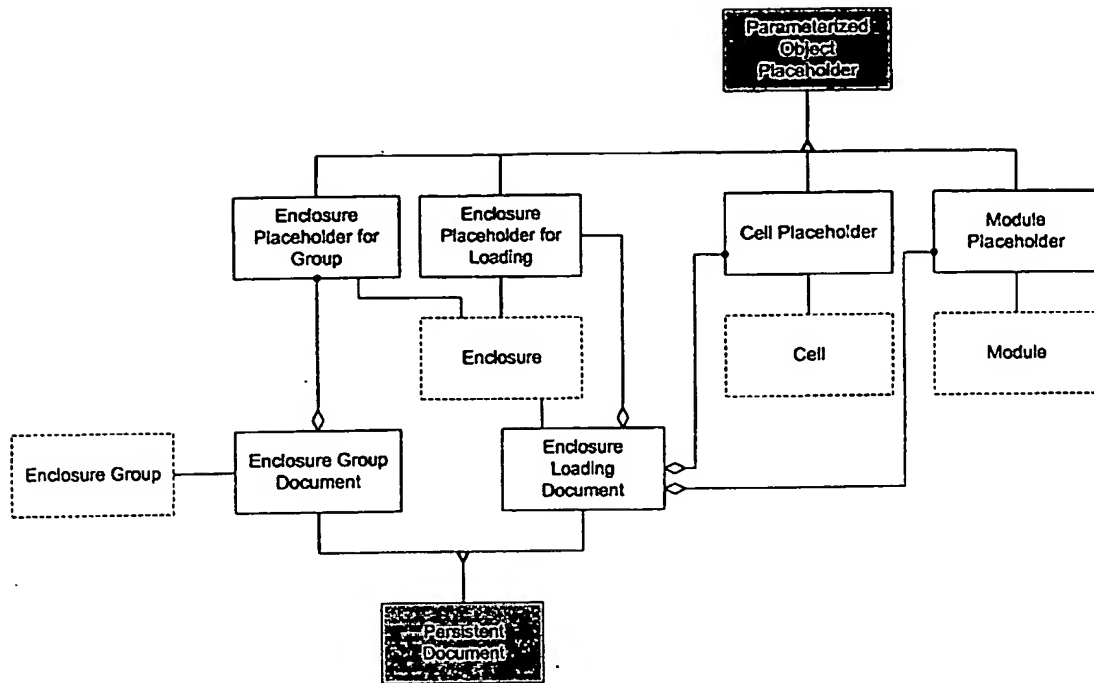 Parameterized
Object
Placeholder
Enclosure
Placeholder for
Group
Enclosure
Placeholder for
Loading
Cell Placeholder
Module
Placeholder
Enclosure
Cell
Module
Enclosure Group
Enclosure Group
Document
Enclosure
Loading
Document
Persistent
Document